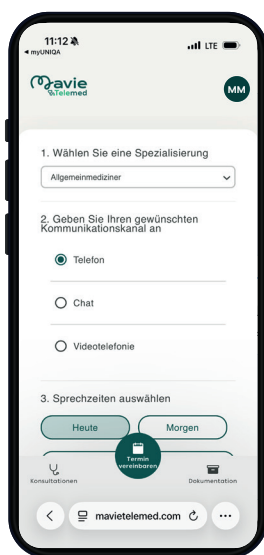 11:12
LTE
myUNIQA
Mavie
Telemed
MM
1. Wählen Sie eine Spezialisierung
Allgemeinmediziner
2. Geben Sie Ihren gewünschten
Kommunikationskanal an
Telefon
Chat
Videotelefonie
3. Sprechzeiten auswählen
Heute
Morgen
Termin
vereinbaren
Konsultationen
Dokumentation
mavietelemed.com